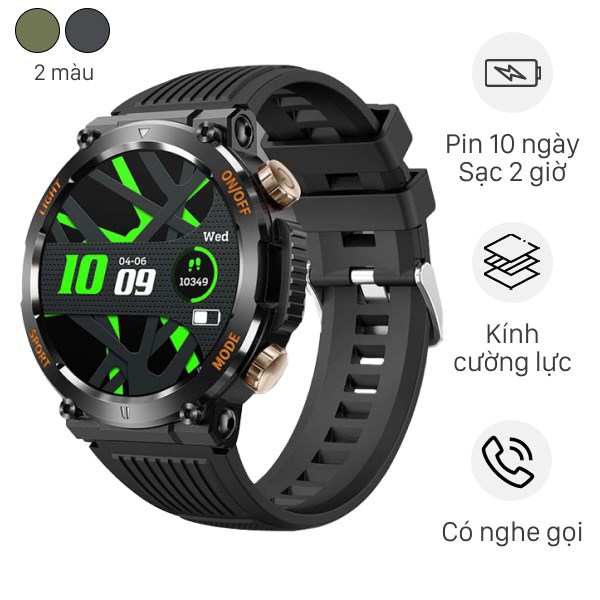 2 màu
Pin 10 ngày
Sạc 2 giờ
LIGHT
ON/OFF
Wed
04-06
10 09
10349
SPORT
MODE
Kính
cường lực
Có nghe gọi